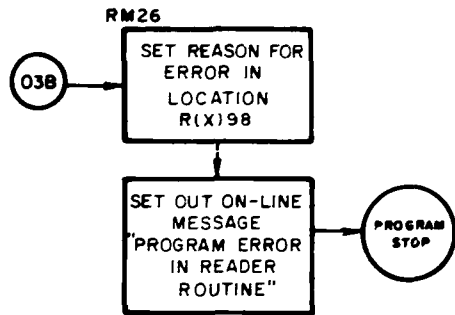 RM26
03B
SET REASON FOR
ERROR IN
LOCATION
R(X)98
SET OUT ON-LINE
MESSAGE
"PROGRAM ERROR
IN READER
ROUTINE"
PROGRAM
STOP